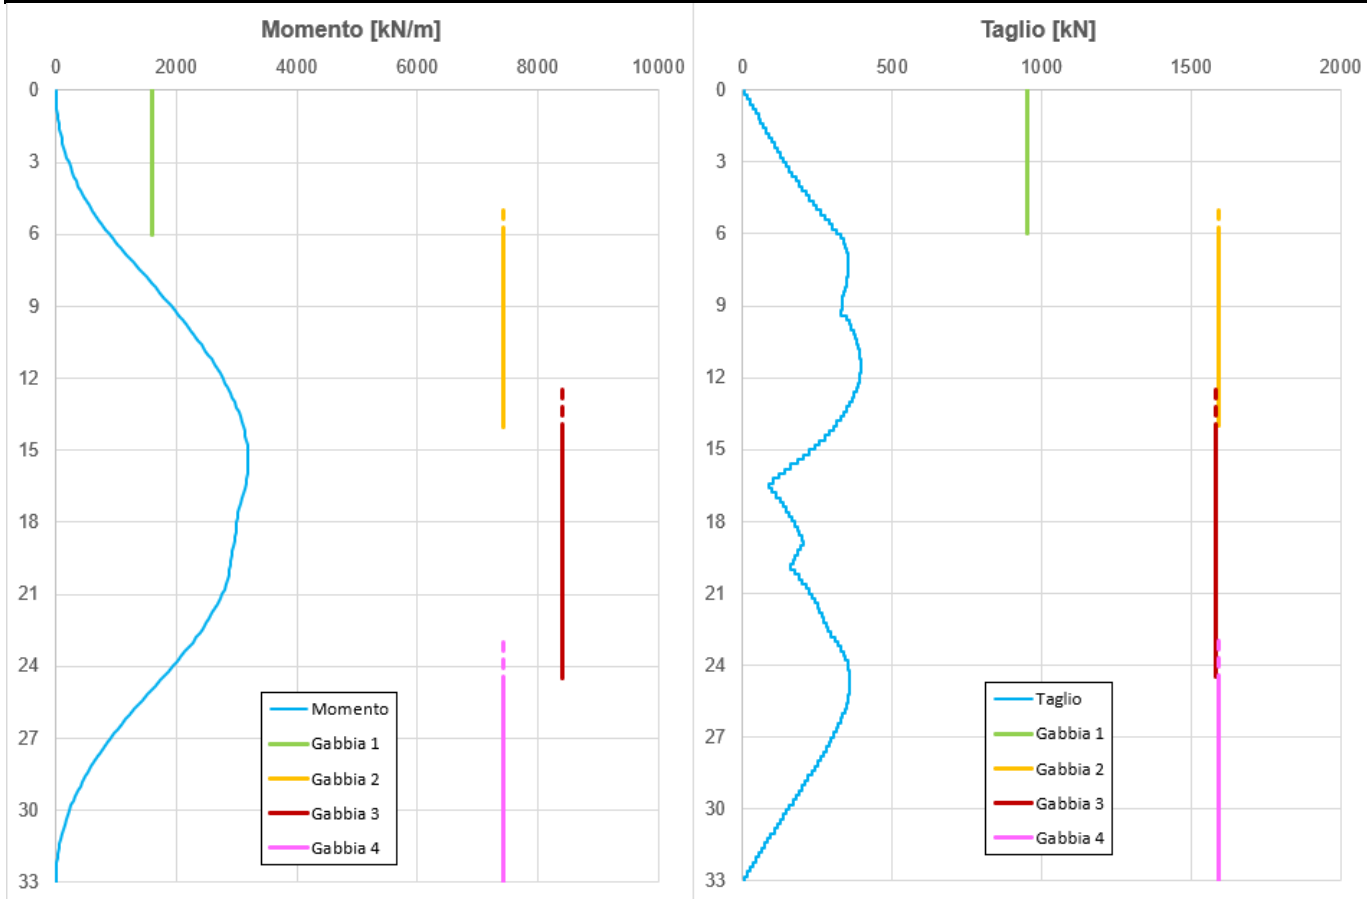 Momento [kN/m]
0 2000 4000 6000 8000 10000
0
3
6
9
12
15
18
21
24
27
30
33
Momento
Gabbia 1
Gabbia 2
Gabbia 3
Gabbia 4
Taglio [kN]
0 500 1000 1500 2000
0
3
6
9
12
15
18
21
24
27
30
33
Taglio
Gabbia 1
Gabbia 2
Gabbia 3
Gabbia 4